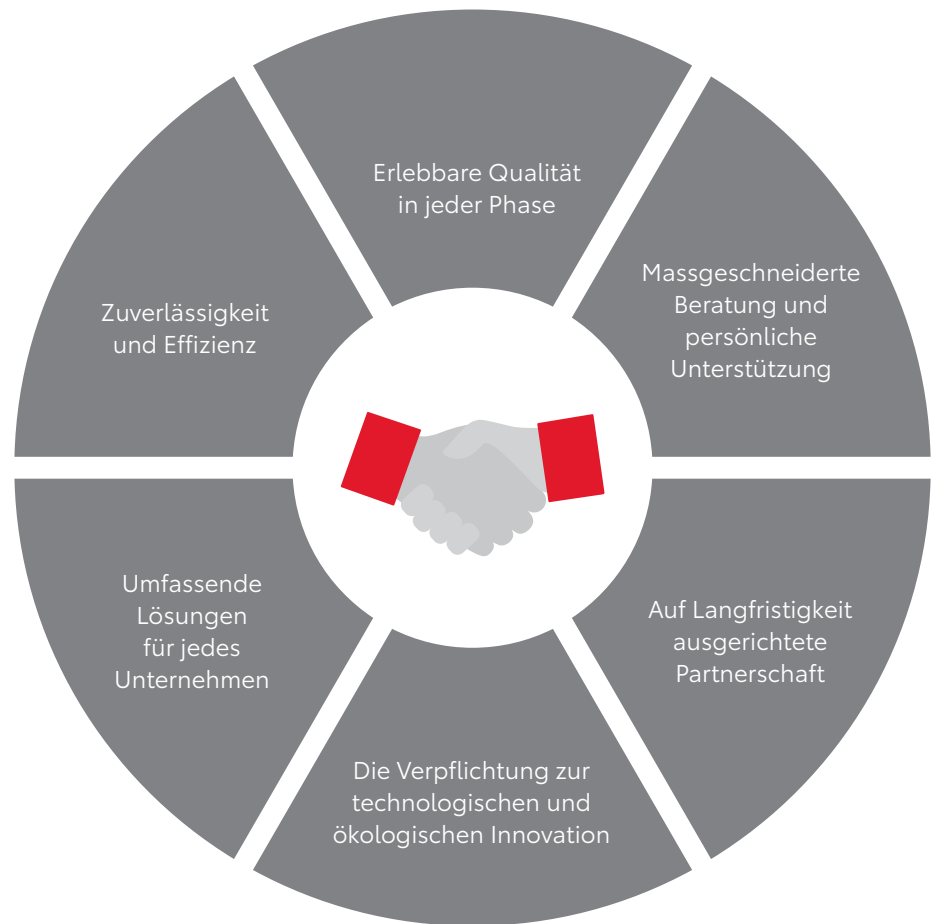 Erlebbare Qualität
in jeder Phase
Massgeschneiderte
Beratung und
persönliche
Unterstützung
Auf Langfristigkeit
ausgerichtete
Partnerschaft
Die Verpflichtung zur
technologischen und
ökologischen Innovation
Umfassende
Lösungen
für jedes
Unternehmen
Zuverlässigkeit
und Effizienz